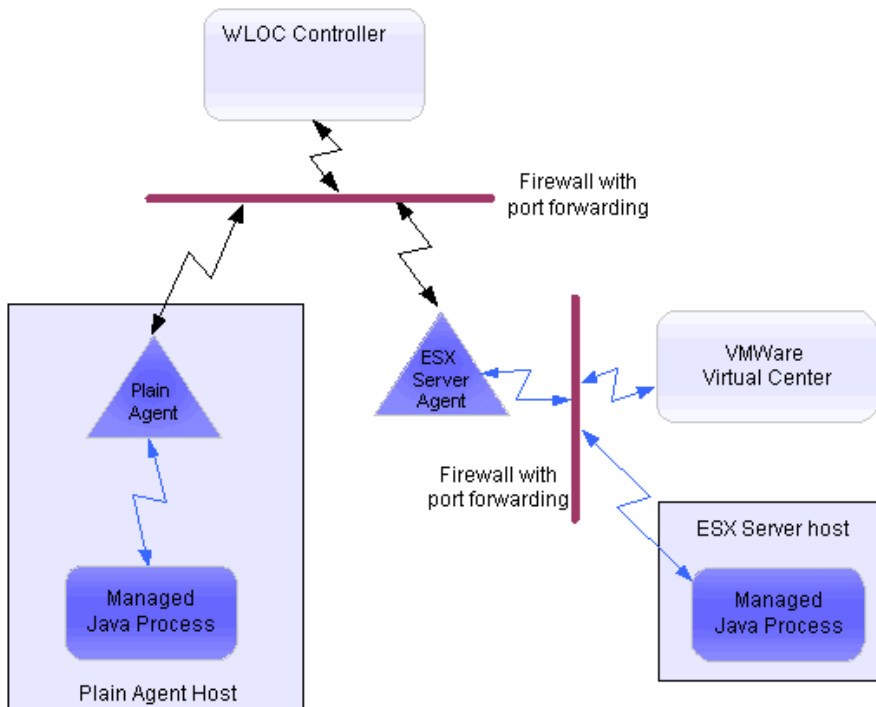 WLOC Controller
Firewall with
port forwarding
Plain
Agent
ESX
Server
Agent
VMWare
Virtual Center
Firewall with
port forwarding
ESX Server host
Managed
Java Process
Managed
Java Process
Plain Agent Host